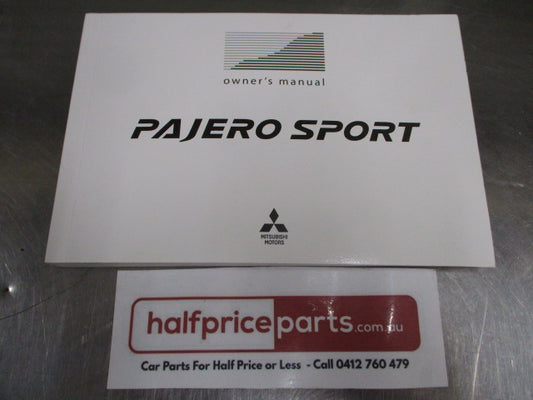 owner's manual
PAJERO SPORT
MITSUBISHI
MOTORS
halfpriceparts.com.au
Car Parts For Half Price or Less - Call 0412 760 479